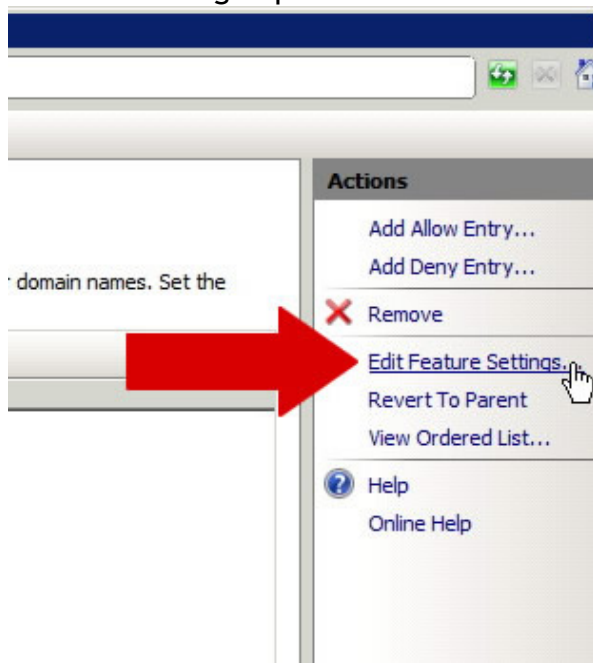 Actions
Add Allow Entry...
Add Deny Entry...
domain names. Set the
Remove
Edit Feature Settings...
Revert To Parent
View Ordered List...
Help
Online Help